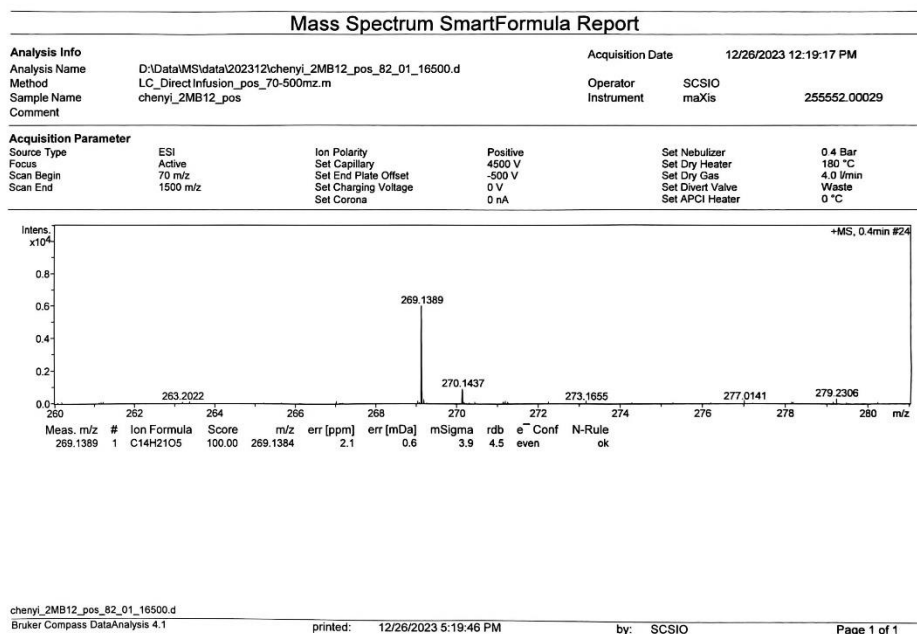 Mass Spectrum SmartFormula Report
Analysis Info
Acquisition Date 12/26/2023 12:19:17 PM
Analysis Name D:\Data\MS\data\202312\chenyi_2MB12_pos_82_01_16500.d
Method LC_Direct Infusion_pos_70-500mz.m
Operator SCSIO
Sample Name chenyi_2MB12_pos
Instrument maXis 255552.00029
Comment
Acquisition Parameter
Source Type ESI Ion Polarity Positive Set Nebulizer 0.4 Bar
Focus Active Set Capillary 4500 V Set Dry Heater 180 °C
Scan Begin 70 m/z Set End Plate Offset -500 V Set Dry Gas 4.0 l/min
Scan End 1500 m/z Set Charging Voltage 0 V Set Divert Valve Waste
Set Corona 0 nA Set APCI Heater 0 °C
Intens.
x10⁴
+MS, 0.4min #24
0.8
269.1389
0.6
0.4
0.2
270.1437
263.2022
273.1655
277.0141
279.2306
0.0
260 262 264 266 268 270 272 274 276 278 280 m/z
Meas. m/z # Ion Formula Score m/z err [ppm] err [mDa] mSigma rdb e⁻ Conf N-Rule
269.1389 1 C14H21O5 100.00 269.1384 2.1 0.6 3.9 4.5 even ok
chenyi_2MB12_pos_82_01_16500.d
Bruker Compass DataAnalysis 4.1 printed: 12/26/2023 5:19:46 PM by: SCSIO Page 1 of 1